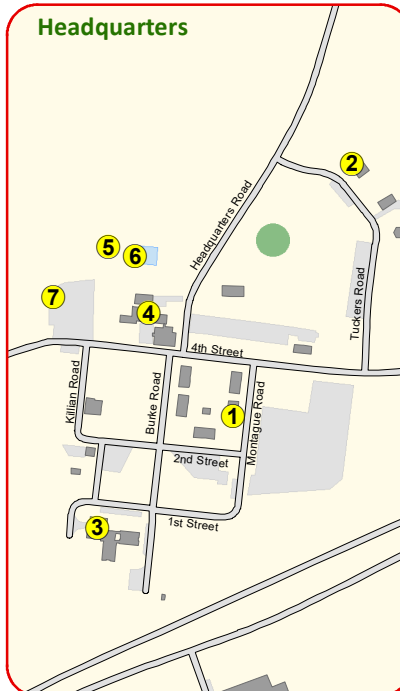 Headquarters
2
Headquarters Road
5
6
7
4
Tuckers Road
4th Street
Killian Road
Burke Road
Montague Road
1
2nd Street
3
1st Street